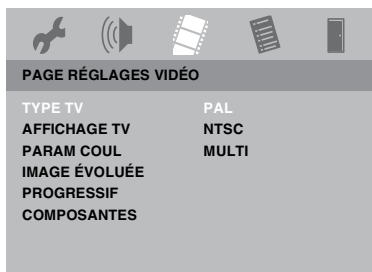 PAGE RÉGLAGES VIDÉO
TYPE TV PAL
AFFICHAGE TV NTSC
PARAM COUL MULTI
IMAGE ÉVOLUÉE
PROGRESSIF
COMPOSANTES